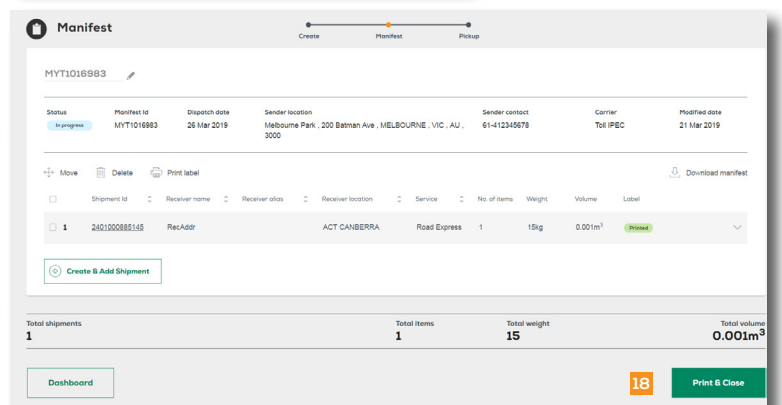 Manifest
Create Manifest Pickup
MYT1016983
Status Manifest Id Dispatch date Sender location Sender contact Carrier Modified date
In progress MYT1016983 26 Mar 2019 Melbourne Park , 200 Batman Ave , MELBOURNE , VIC , AU , 61-412345678 Toll IPEC 21 Mar 2019
3000
Move Delete Print label Download manifest
Shipment Id Receiver name Receiver alias Receiver location Service No. of items Weight Volume Label
1 2401000885145 RecAddr ACT CANBERRA Road Express 1 15kg 0.001m³ Printed
Create & Add Shipment
Total shipments Total items Total weight Total volume
1 1 15 0.001m³
Dashboard 18 Print & Close